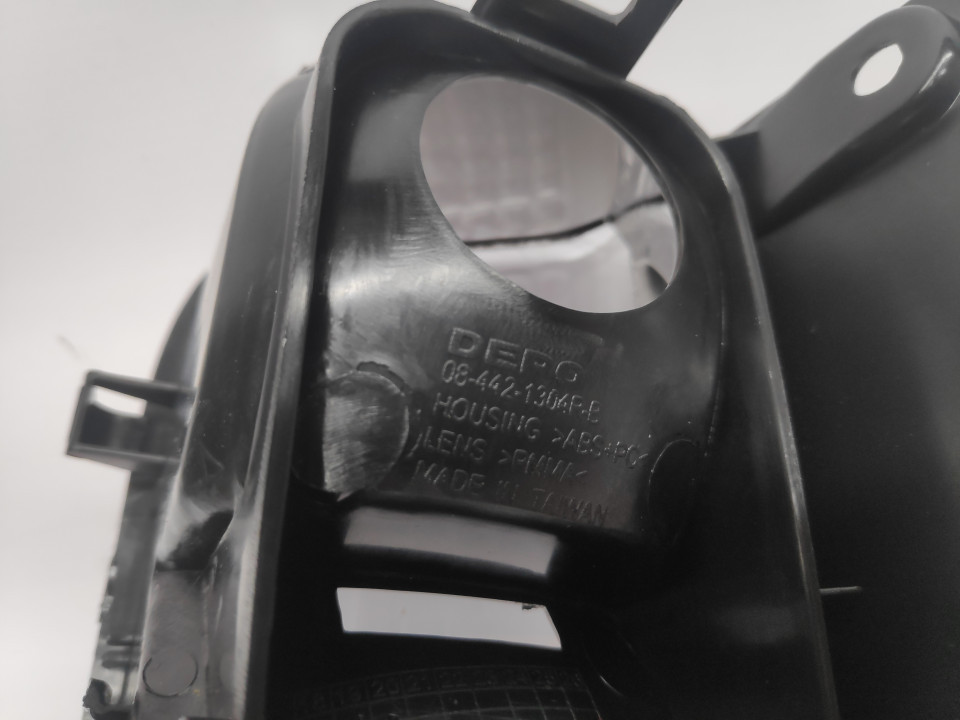 DEPO
08-442-1304R-B
HOUSING >ABS+PC<
LENS >PMMA<
MADE IN TAIWAN